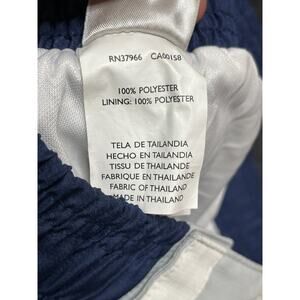 RN37966 CA00158
100% POLYESTER
LINING: 100% POLYESTER
TELA DE TAILANDIA
HECHO EN TAILANDIA
TISSU DE THAILANDE
FABRIQUE EN THAILANDE
FABRIC OF THAILAND
MADE IN THAILAND